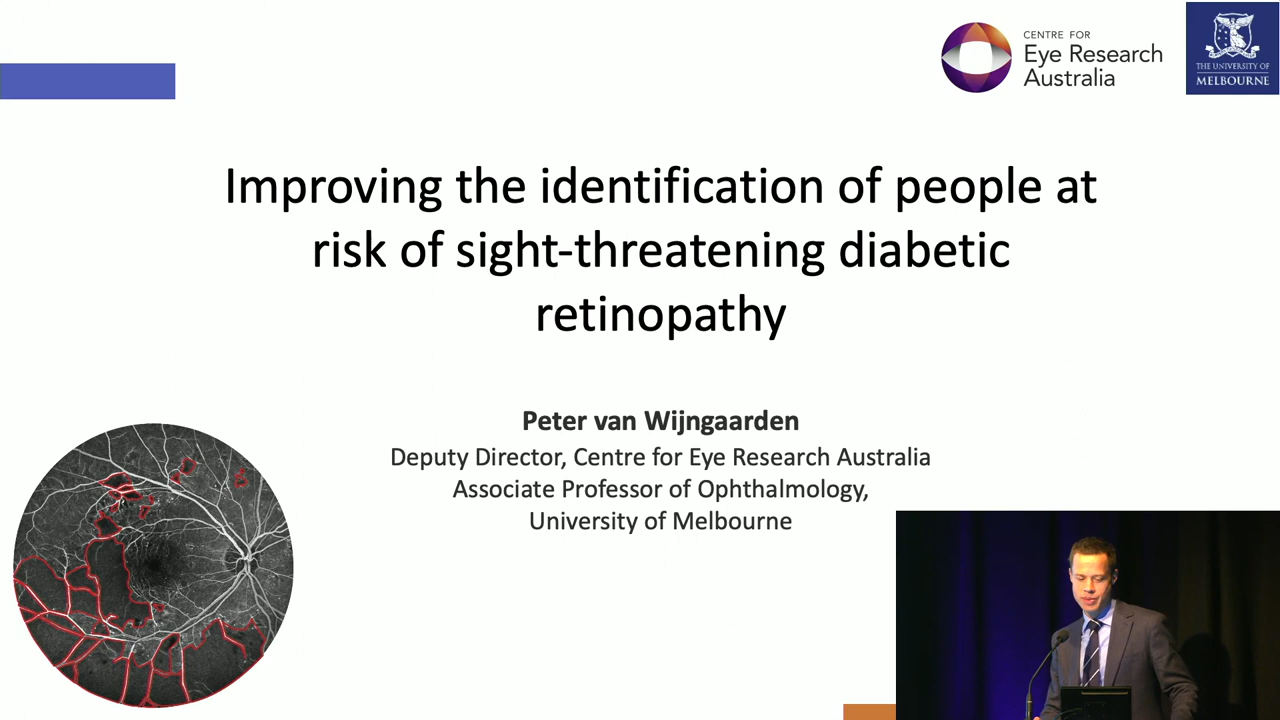 CENTRE FOR
Eye Research
Australia
THE UNIVERSITY OF
MELBOURNE
Improving the identification of people at
risk of sight-threatening diabetic
retinopathy
Peter van Wijngaarden
Deputy Director, Centre for Eye Research Australia
Associate Professor of Ophthalmology,
University of Melbourne